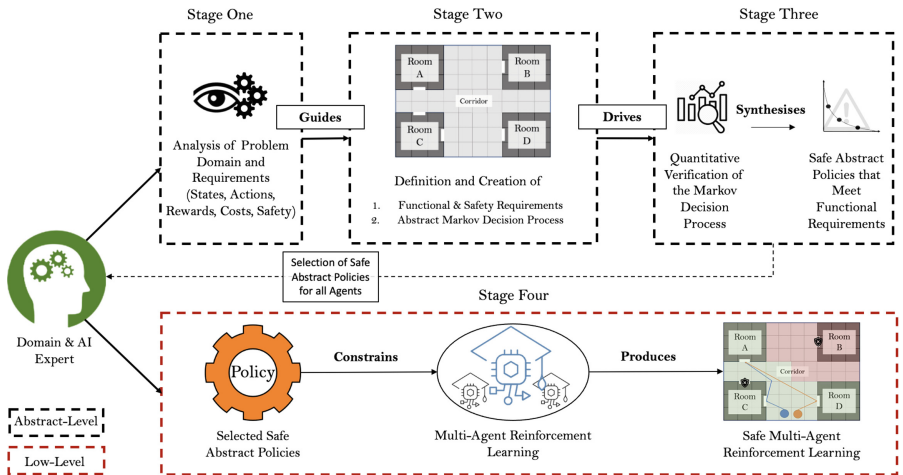 Stage One
Stage Two
Stage Three
Analysis of Problem
Domain and
Requirements
(States, Actions,
Rewards, Costs, Safety)
Guides
Room
A
Room
B
Corridor
Room
C
Room
D
Definition and Creation of
1. Functional & Safety Requirements
2. Abstract Markov Decision Process
Drives
Synthesises
Quantitative
Verification of
the Markov
Decision
Process
Safe Abstract
Policies that
Meet
Functional
Requirements
Selection of Safe
Abstract Policies
for all Agents
Domain & AI
Expert
Stage Four
Policy
Selected Safe
Abstract Policies
Constrains
Multi-Agent Reinforcement
Learning
Produces
Room
A
Room
B
Corridor
Room
C
Room
D
Safe Multi-Agent
Reinforcement Learning
Abstract-Level
Low-Level